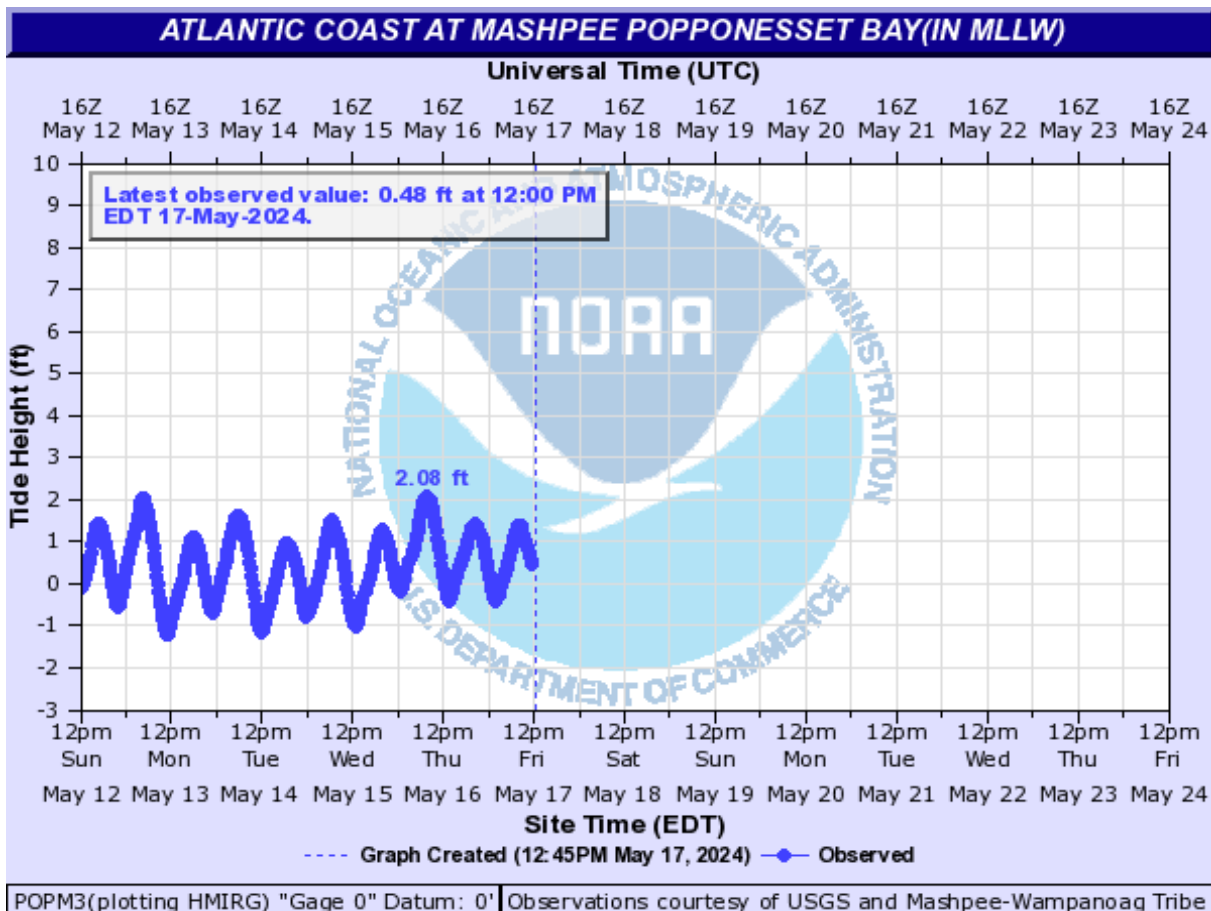 ATLANTIC COAST AT MASHPEE POPPONESSET BAY(IN MLLW)
Universal Time (UTC)
16Z 16Z 16Z 16Z 16Z 16Z 16Z 16Z 16Z 16Z 16Z 16Z 16Z
May 12 May 13 May 14 May 15 May 16 May 17 May 18 May 19 May 20 May 21 May 22 May 23 May 24
Latest observed value: 0.48 ft at 12:00 PM
EDT 17-May-2024.
10
9
8
7
6
5
4
3
2
1
0
-1
-2
-3
Tide Height (ft)
2.08 ft
NATIONAL OCEANIC AND ATMOSPHERIC ADMINISTRATION
NOAA
U.S. DEPARTMENT OF COMMERCE
12pm 12pm 12pm 12pm 12pm 12pm 12pm 12pm 12pm 12pm 12pm 12pm 12pm
Sun Mon Tue Wed Thu Fri Sat Sun Mon Tue Wed Thu Fri
May 12 May 13 May 14 May 15 May 16 May 17 May 18 May 19 May 20 May 21 May 22 May 23 May 24
Site Time (EDT)
Graph Created (12:45PM May 17, 2024) Observed
POPM3(plotting HMIRG) "Gage 0" Datum: 0' Observations courtesy of USGS and Mashpee-Wampanoag Tribe